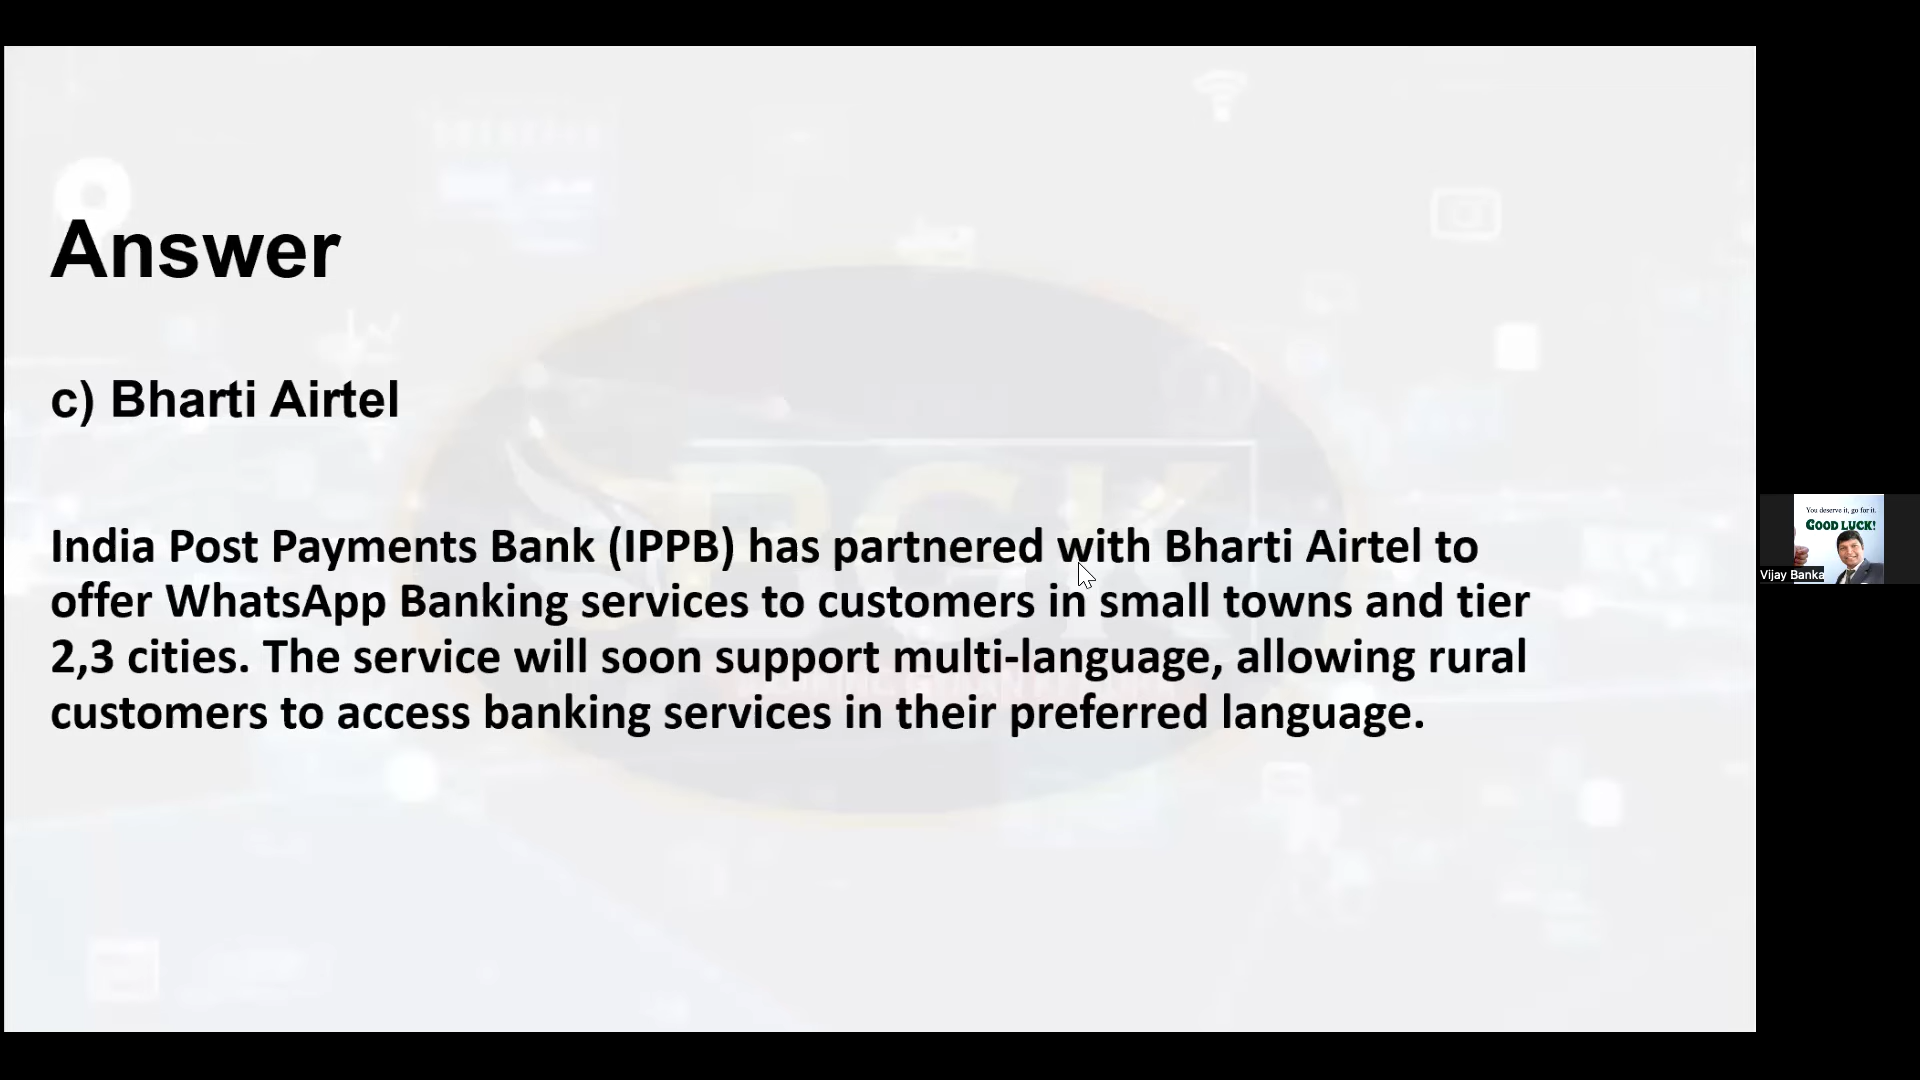 Answer
c) Bharti Airtel
India Post Payments Bank (IPPB) has partnered with Bharti Airtel to
offer WhatsApp Banking services to customers in small towns and tier
2,3 cities. The service will soon support multi-language, allowing rural
customers to access banking services in their preferred language.
You deserve it, go for it.
GOOD LUCK!
Vijay Banka